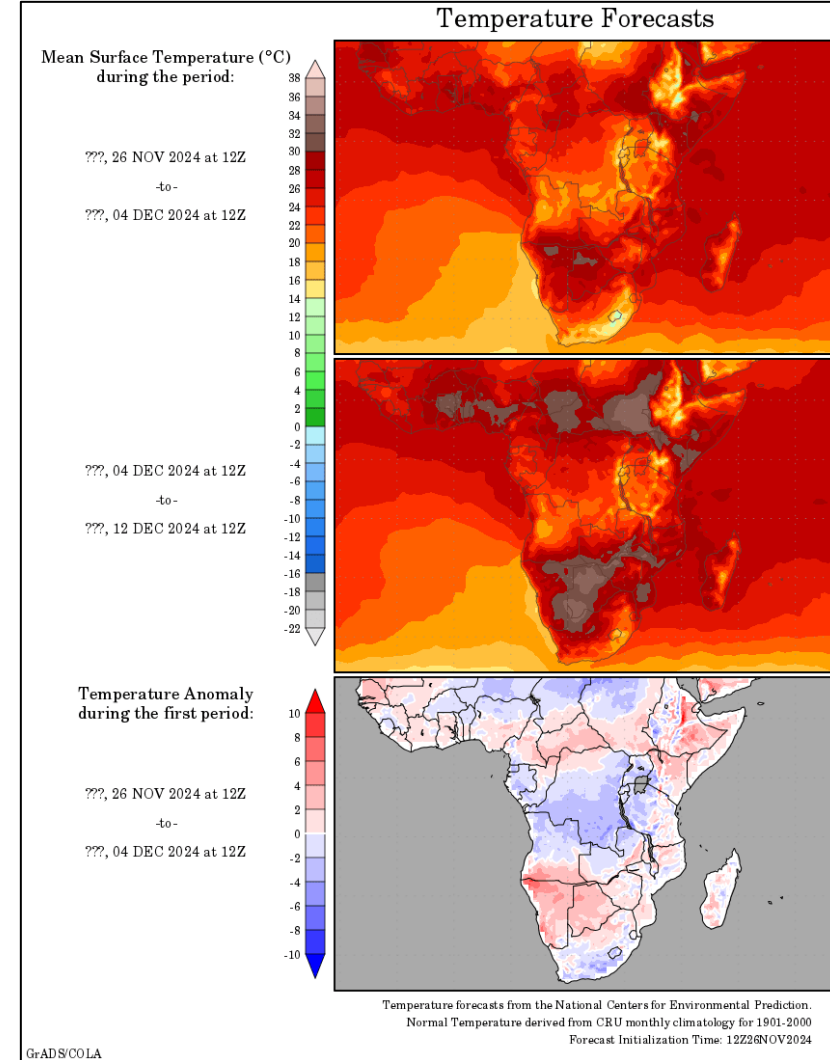 Temperature Forecasts
Mean Surface Temperature (°C)
during the period:
???, 26 NOV 2024 at 12Z
-to-
???, 04 DEC 2024 at 12Z
38
36
34
32
30
28
26
24
22
20
18
16
14
12
10
8
6
4
2
0
-2
-4
-6
-8
-10
-12
-14
-16
-18
-20
-22
???, 04 DEC 2024 at 12Z
-to-
???, 12 DEC 2024 at 12Z
Temperature Anomaly
during the first period:
???, 26 NOV 2024 at 12Z
-to-
???, 04 DEC 2024 at 12Z
10
8
6
4
2
0
-2
-4
-6
-8
-10
Temperature forecasts from the National Centers for Environmental Prediction.
Normal Temperature derived from CRU monthly climatology for 1901-2000
Forecast Initialization Time: 12Z26NOV2024
GrADS/COLA